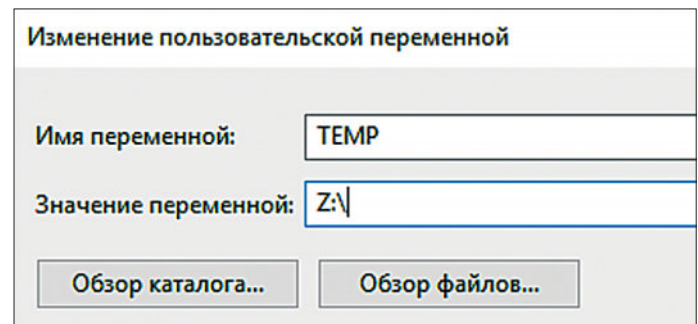 Изменение пользовательской переменной
Имя переменной: TEMP
Значение переменной: Z:\
Обзор каталога... Обзор файлов...